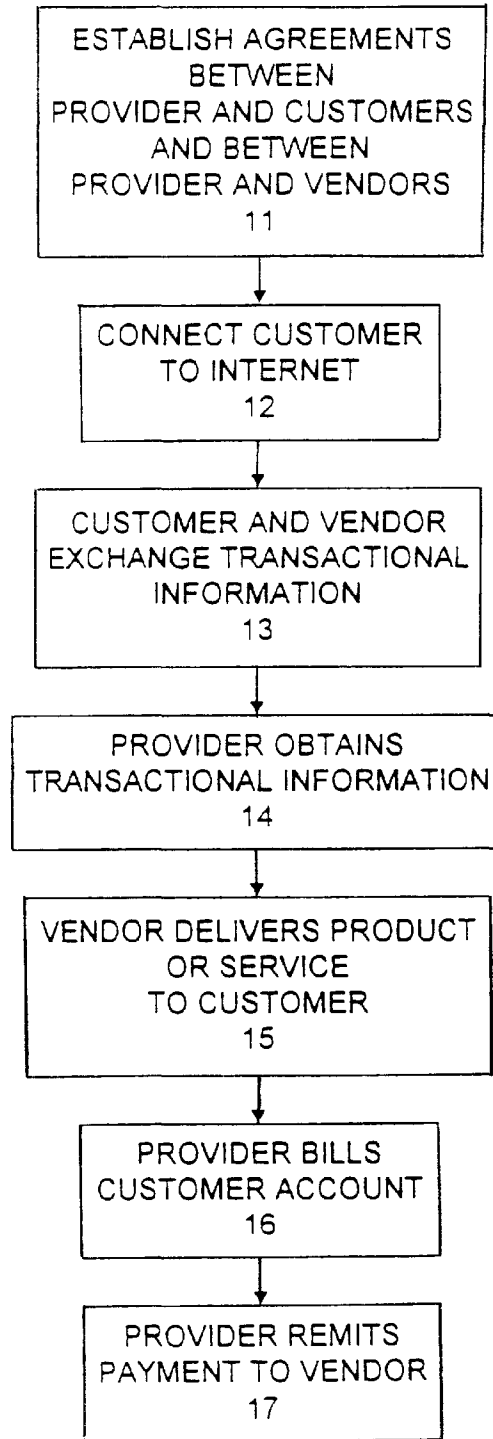 ESTABLISH AGREEMENTS
BETWEEN
PROVIDER AND CUSTOMERS
AND BETWEEN
PROVIDER AND VENDORS
11
CONNECT CUSTOMER
TO INTERNET
12
CUSTOMER AND VENDOR
EXCHANGE TRANSACTIONAL
INFORMATION
13
PROVIDER OBTAINS
TRANSACTIONAL INFORMATION
14
VENDOR DELIVERS PRODUCT
OR SERVICE
TO CUSTOMER
15
PROVIDER BILLS
CUSTOMER ACCOUNT
16
PROVIDER REMITS
PAYMENT TO VENDOR
17